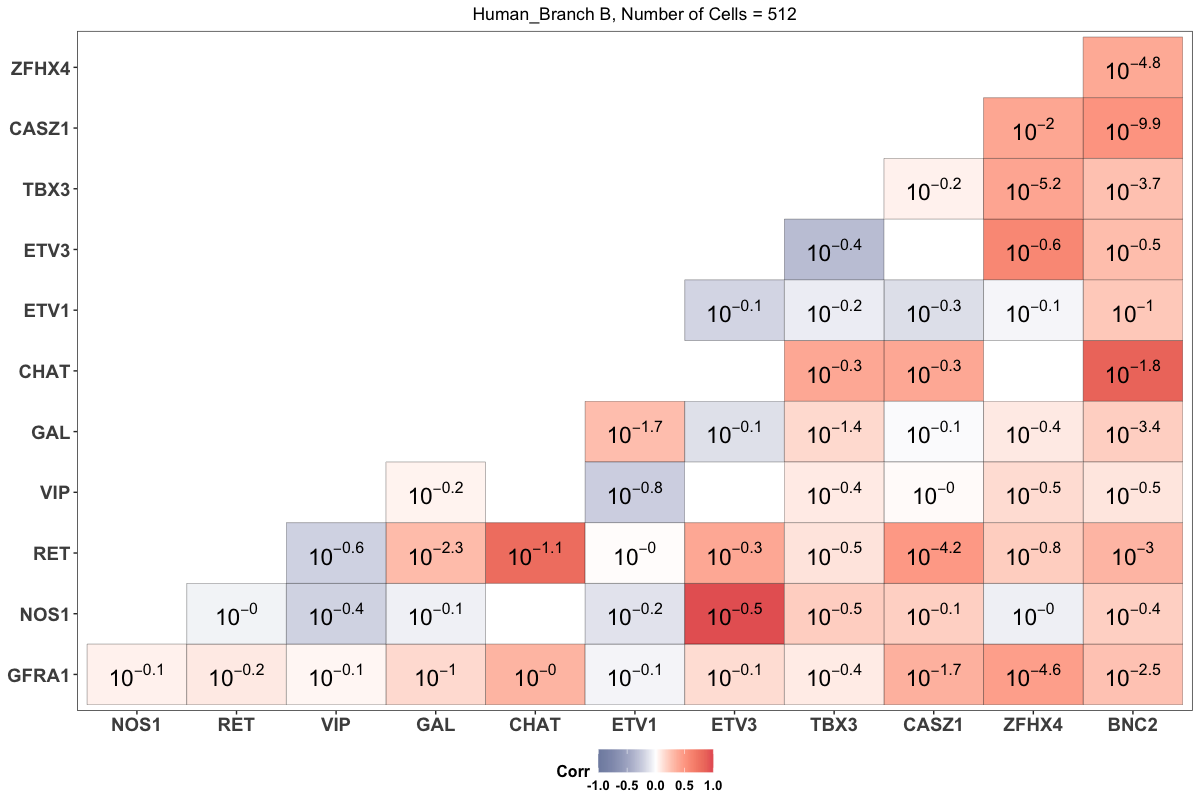 Human_Branch B, Number of Cells = 512
ZFHX4 10−4.8
CASZ1 10−2 10−9.9
TBX3 10−0.2 10−5.2 10−3.7
ETV3 10−0.4 10−0.6 10−0.5
ETV1 10−0.1 10−0.2 10−0.3 10−0.1 10−1
CHAT 10−0.3 10−0.3 10−1.8
GAL 10−1.7 10−0.1 10−1.4 10−0.1 10−0.4 10−3.4
VIP 10−0.2 10−0.8 10−0.4 10−0 10−0.5 10−0.5
RET 10−0.6 10−2.3 10−1.1 10−0 10−0.3 10−0.5 10−4.2 10−0.8 10−3
NOS1 10−0 10−0.4 10−0.1 10−0.2 10−0.5 10−0.5 10−0.1 10−0 10−0.4
GFRA1 10−0.1 10−0.2 10−0.1 10−1 10−0 10−0.1 10−0.1 10−0.4 10−1.7 10−4.6 10−2.5
NOS1 RET VIP GAL CHAT ETV1 ETV3 TBX3 CASZ1 ZFHX4 BNC2
Corr
-1.0 -0.5 0.0 0.5 1.0